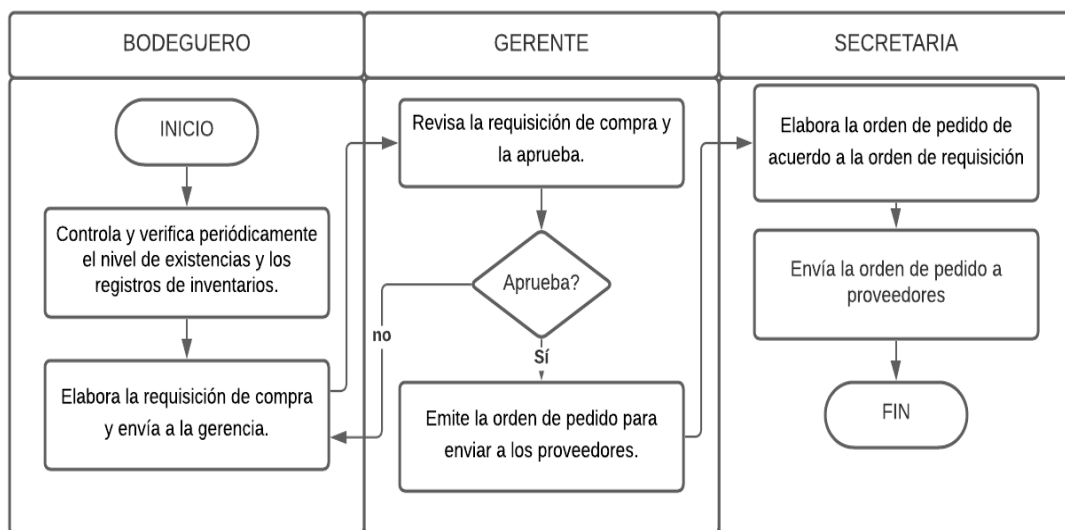 BODEGUERO
GERENTE
SECRETARIA
INICIO
Controla y verifica periódicamente
el nivel de existencias y los
registros de inventarios.
Elabora la requisición de compra
y envía a la gerencia.
Revisa la requisición de compra y
la aprueba.
Aprueba?
no
Sí
Emite la orden de pedido para
enviar a los proveedores.
Elabora la orden de pedido de
acuerdo a la orden de requisición
Envía la orden de pedido a
proveedores
FIN